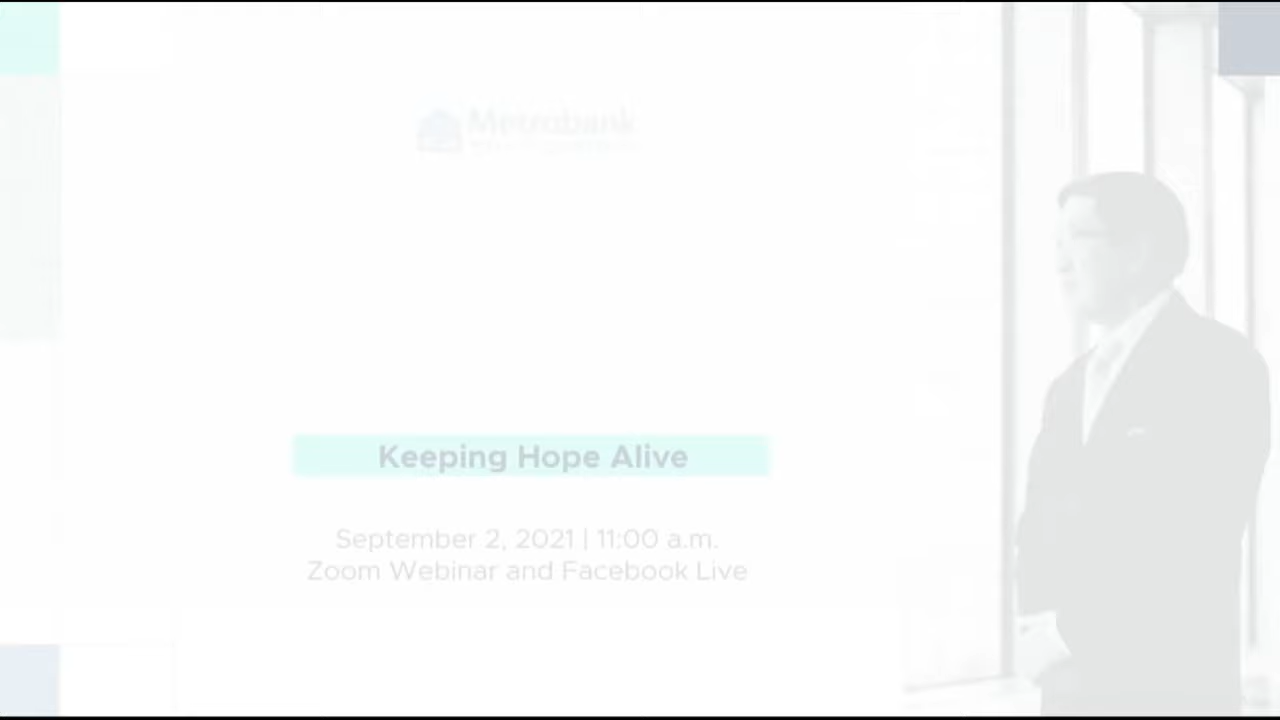 Metrobank
Keeping Hope Alive
September 2, 2021 | 11:00 a.m.
Zoom Webinar and Facebook Live